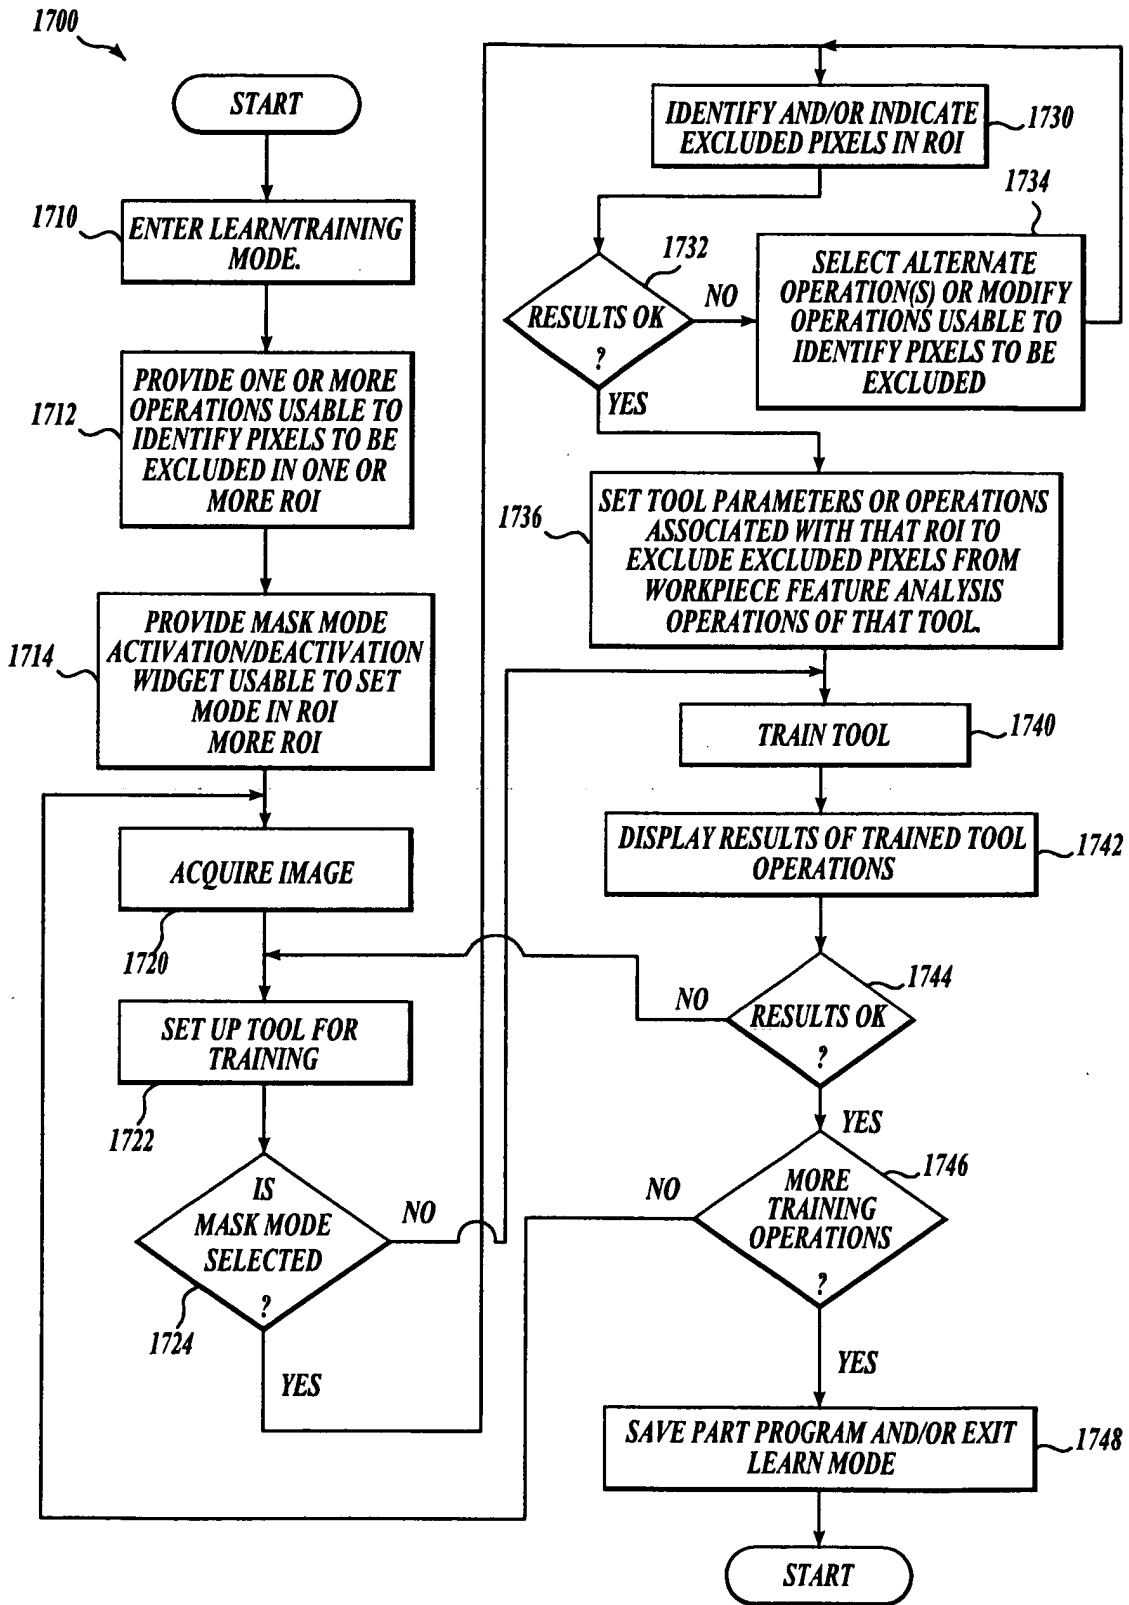 1700
START
1710
ENTER LEARN/TRAINING
MODE.
1712
PROVIDE ONE OR MORE
OPERATIONS USABLE TO
IDENTIFY PIXELS TO BE
EXCLUDED IN ONE OR
MORE ROI
1714
PROVIDE MASK MODE
ACTIVATION/DEACTIVATION
WIDGET USABLE TO SET
MODE IN ROI
MORE ROI
ACQUIRE IMAGE
1720
SET UP TOOL FOR
TRAINING
1722
IS
MASK MODE
SELECTED
?
NO
1724
YES
IDENTIFY AND/OR INDICATE
EXCLUDED PIXELS IN ROI
1730
1734
1732
RESULTS OK
?
NO
SELECT ALTERNATE
OPERATION(S) OR MODIFY
OPERATIONS USABLE TO
IDENTIFY PIXELS TO BE
EXCLUDED
YES
1736
SET TOOL PARAMETERS OR OPERATIONS
ASSOCIATED WITH THAT ROI TO
EXCLUDE EXCLUDED PIXELS FROM
WORKPIECE FEATURE ANALYSIS
OPERATIONS OF THAT TOOL.
TRAIN TOOL
1740
DISPLAY RESULTS OF TRAINED TOOL
OPERATIONS
1742
1744
NO
RESULTS OK
?
YES
1746
NO
MORE
TRAINING
OPERATIONS
?
YES
SAVE PART PROGRAM AND/OR EXIT
LEARN MODE
1748
START